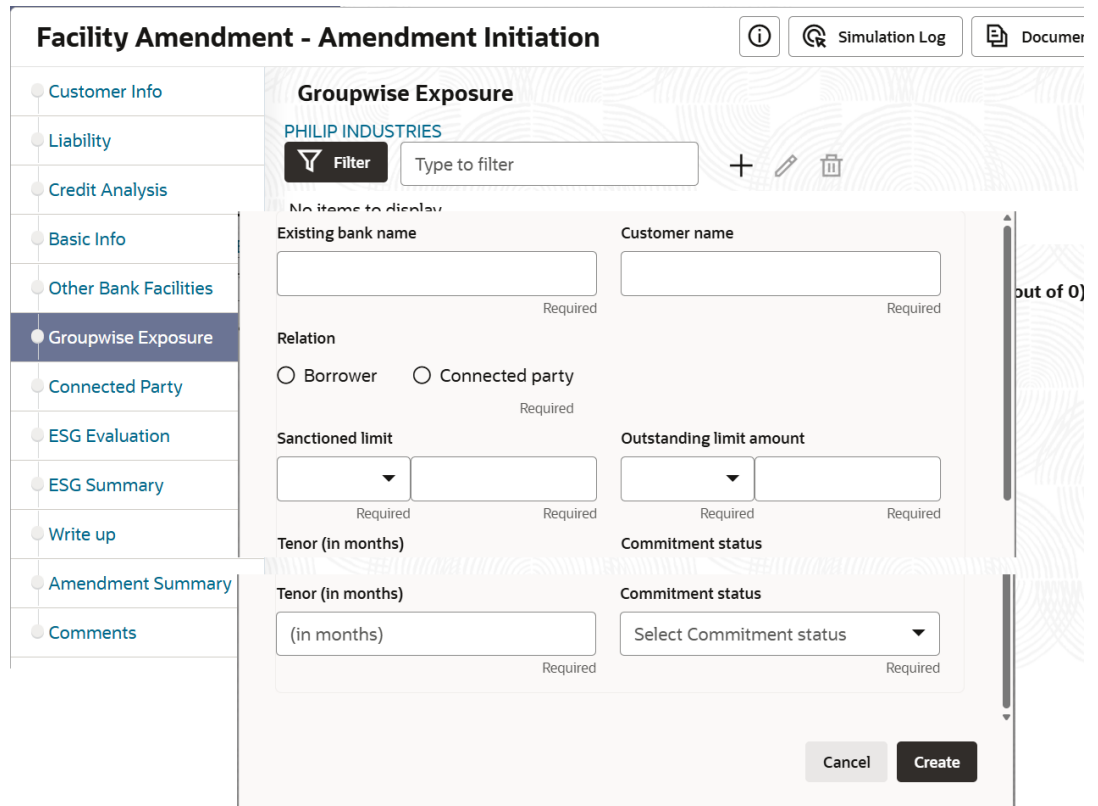 Facility Amendment - Amendment Initiation
Simulation Log
Customer Info
Liability
Credit Analysis
Basic Info
Other Bank Facilities
Groupwise Exposure
Connected Party
ESG Evaluation
ESG Summary
Write up
Amendment Summary
Comments
Groupwise Exposure
PHILIP INDUSTRIES
Filter Type to filter
No items to display
out of 0)
Existing bank name Customer name
Required Required
Relation
Borrower Connected party
Required
Sanctioned limit Outstanding limit amount
Required Required Required Required
Tenor (in months) Commitment status
Tenor (in months) Commitment status
(in months) Select Commitment status
Required Required
Cancel Create